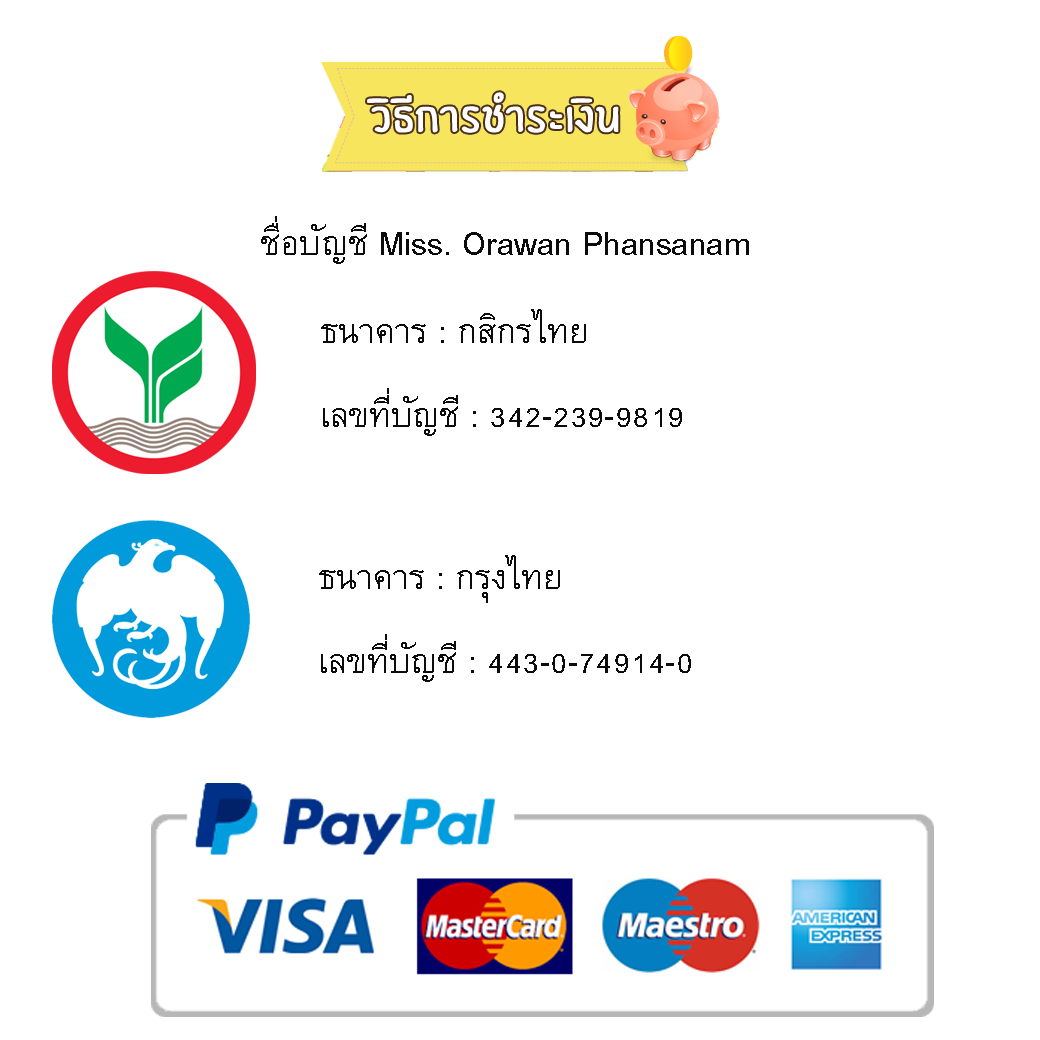 วิธีการชำระเงิน
ชื่อบัญชี Miss. Orawan Phansanam
ธนาคาร : กสิกรไทย
เลขที่บัญชี : 342-239-9819
ธนาคาร : กรุงไทย
เลขที่บัญชี : 443-0-74914-0
PayPal
VISA MasterCard Maestro AMERICAN EXPRESS